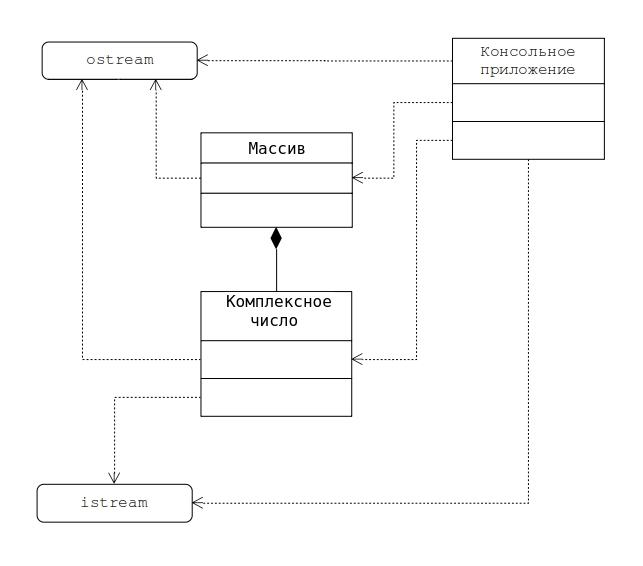 ostream
Консольное
приложение
Массив
Комплексное
число
istream